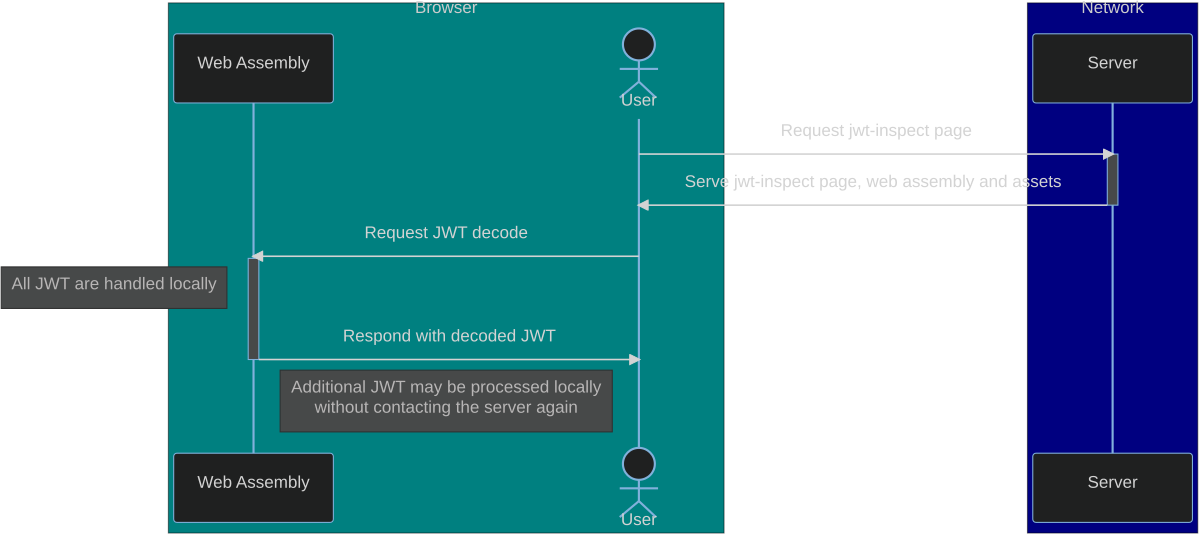 Browser
Network
Web Assembly
User
Server
Request jwt-inspect page
Serve jwt-inspect page, web assembly and assets
Request JWT decode
All JWT are handled locally
Respond with decoded JWT
Additional JWT may be processed locally
without contacting the server again
Web Assembly
User
Server